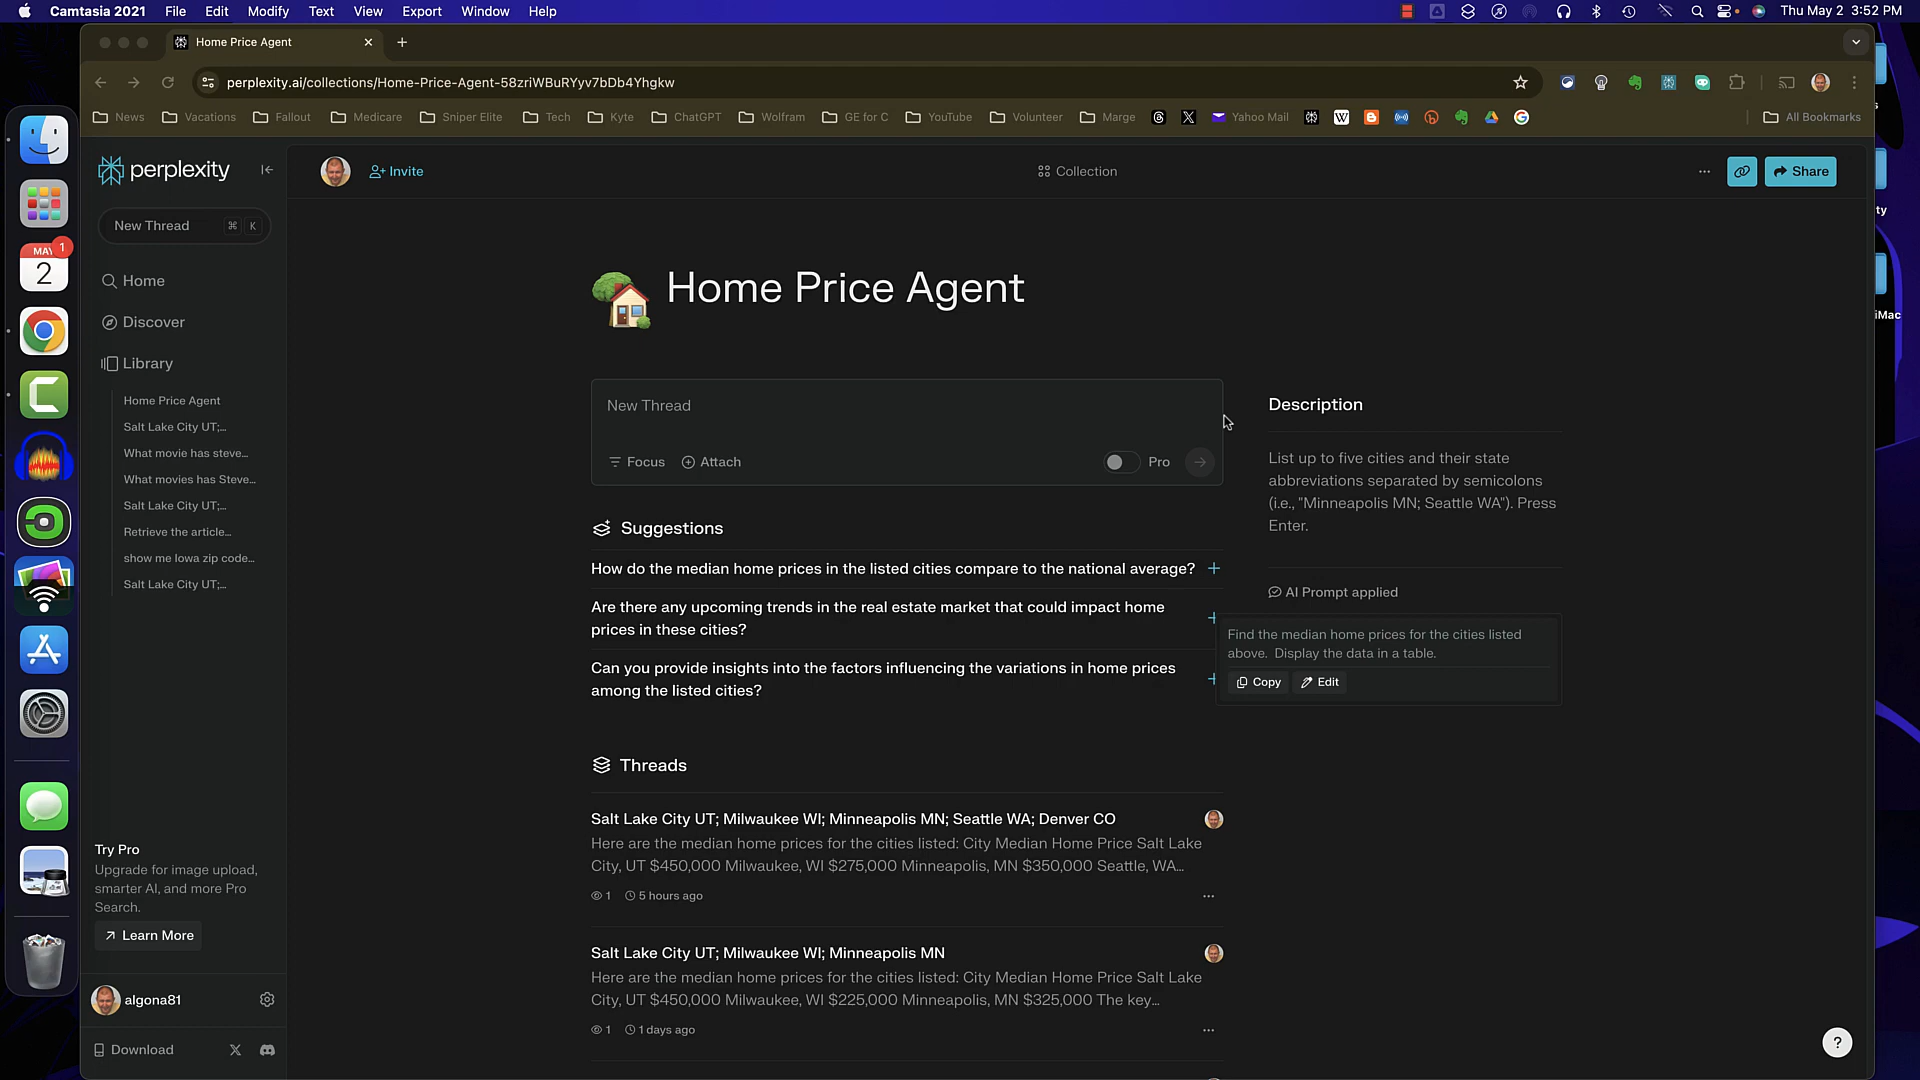 Camtasia 2021 File Edit Modify Text View Export Window Help Thu May 2 3:52 PM
Home Price Agent
perplexity.ai/collections/Home-Price-Agent-58zriWBuRYyv7bDb4Yhgkw
News Vacations Fallout Medicare Sniper Elite Tech Kyte ChatGPT Wolfram GE for C YouTube Volunteer Marge Yahoo Mail All Bookmarks
perplexity
New Thread ⌘ K
Home
Discover
Library
Home Price Agent
Salt Lake City UT;...
What movie has steve...
What movies has Steve...
Salt Lake City UT;...
Retrieve the article...
show me Iowa zip code...
Salt Lake City UT;...
Try Pro
Upgrade for image upload,
smarter AI, and more Pro
Search.
Learn More
algona81
Download
Invite
Collection
Share
Home Price Agent
New Thread
Focus
Attach
Pro
Description
List up to five cities and their state
abbreviations separated by semicolons
(i.e., "Minneapolis MN; Seattle WA"). Press
Enter.
AI Prompt applied
Find the median home prices for the cities listed
above. Display the data in a table.
Copy
Edit
Suggestions
How do the median home prices in the listed cities compare to the national average?
Are there any upcoming trends in the real estate market that could impact home
prices in these cities?
Can you provide insights into the factors influencing the variations in home prices
among the listed cities?
Threads
Salt Lake City UT; Milwaukee WI; Minneapolis MN; Seattle WA; Denver CO
Here are the median home prices for the cities listed: City Median Home Price Salt Lake
City, UT $450,000 Milwaukee, WI $275,000 Minneapolis, MN $350,000 Seattle, WA...
1 5 hours ago
Salt Lake City UT; Milwaukee WI; Minneapolis MN
Here are the median home prices for the cities listed: City Median Home Price Salt Lake
City, UT $450,000 Milwaukee, WI $225,000 Minneapolis, MN $325,000 The key...
1 1 days ago
MAY
2
1
ty
iMac
?